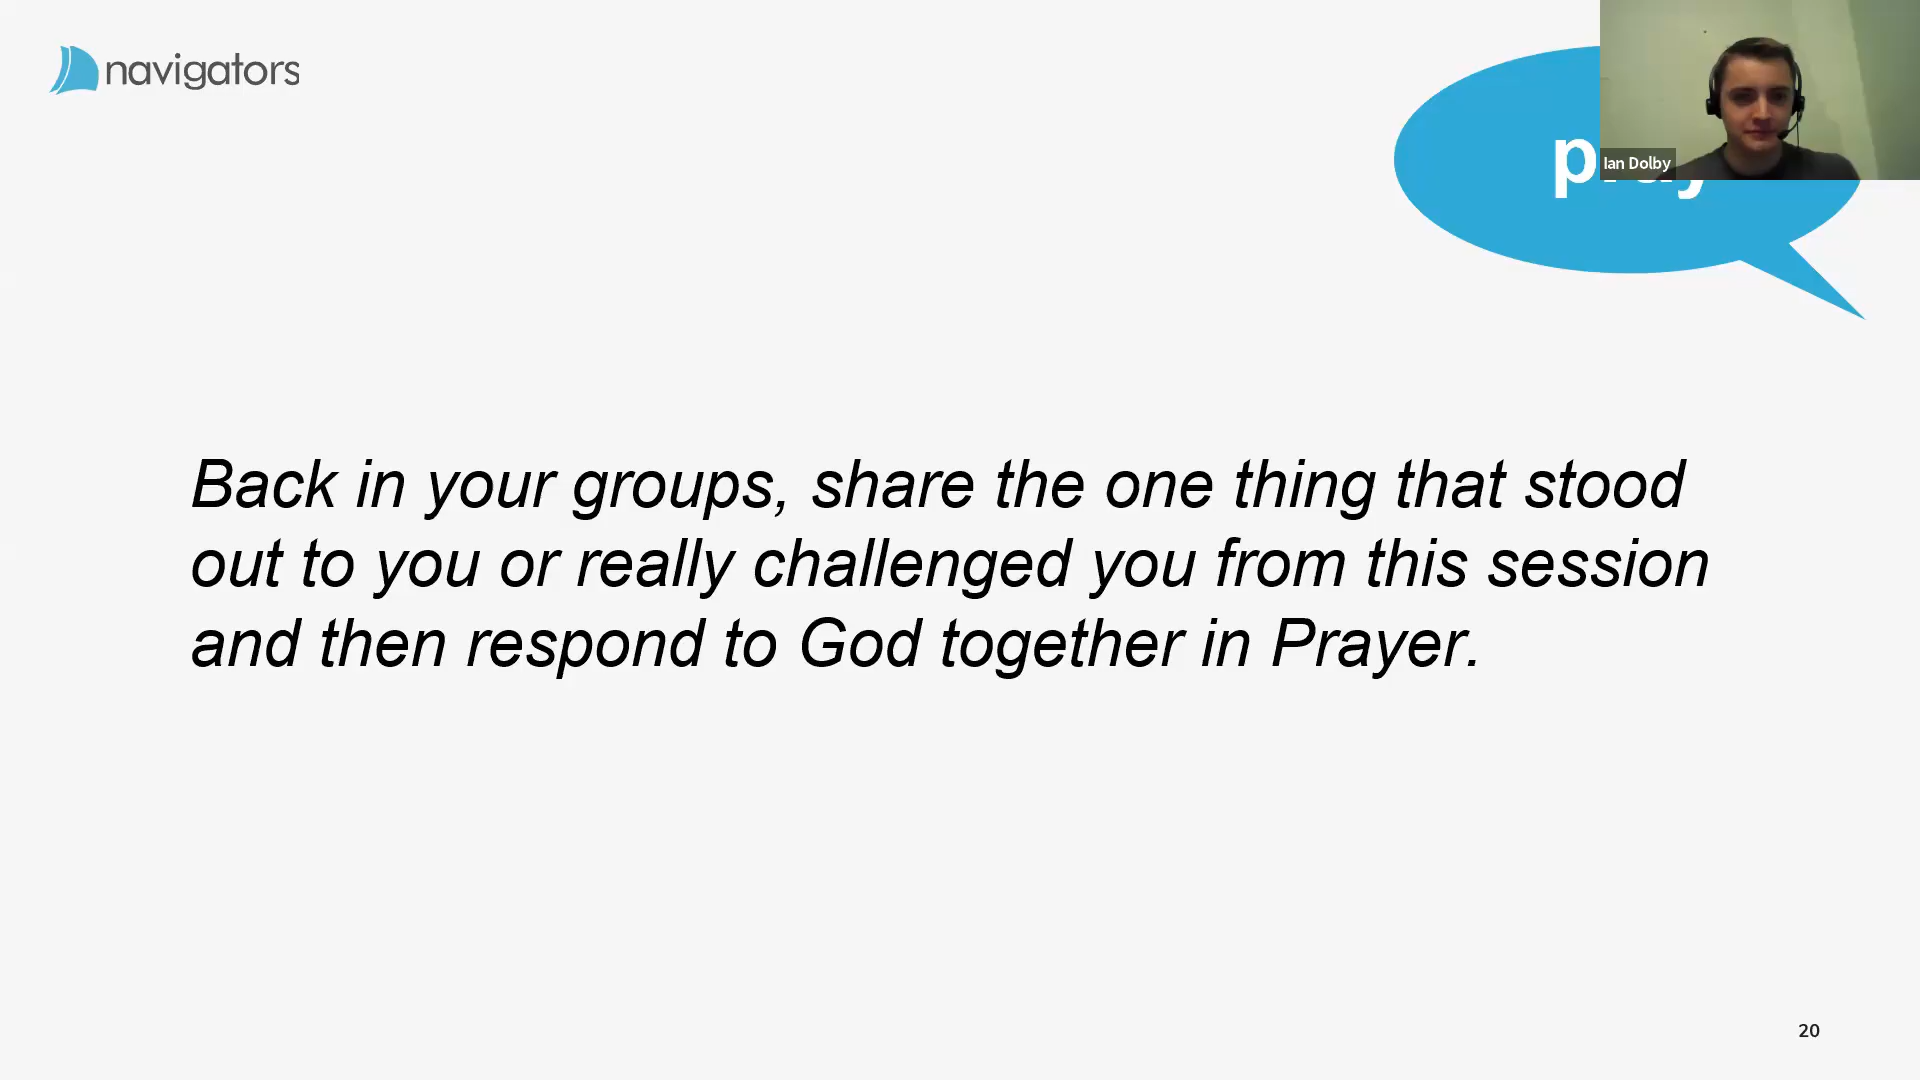 navigators
Ian Dolby
Back in your groups, share the one thing that stood
out to you or really challenged you from this session
and then respond to God together in Prayer.
20